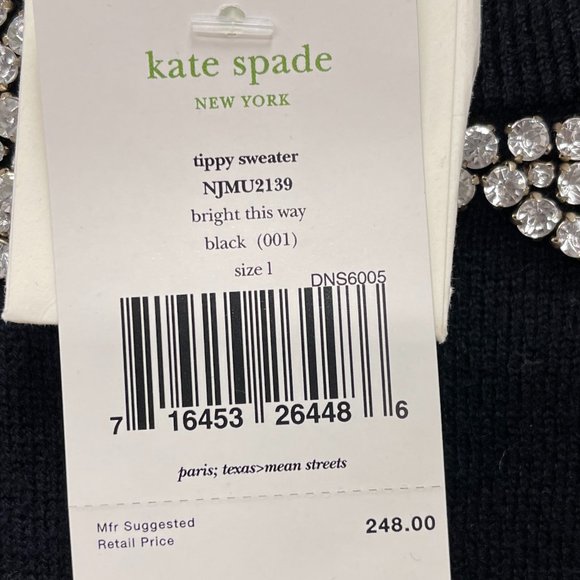 kate spade
NEW YORK
tippy sweater
NJMU2139
bright this way
black (001)
size l
DNS6005
7 16453 26448 6
paris; texas>mean streets
Mfr Suggested
Retail Price
248.00